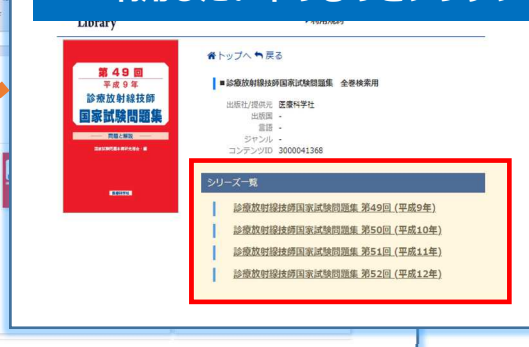 Library
トップへ 戻る
第49回
平成9年
診療放射線技師
国家試験問題集
問題と解説
■診療放射線技師国家試験問題集 全巻検索用
出版社/提供元 医療科学社
出版国 -
言語 -
ジャンル -
コンテンツID 3000041368
シリーズ一覧
診療放射線技師国家試験問題集 第49回 (平成9年)
診療放射線技師国家試験問題集 第50回 (平成10年)
診療放射線技師国家試験問題集 第51回 (平成11年)
診療放射線技師国家試験問題集 第52回 (平成12年)